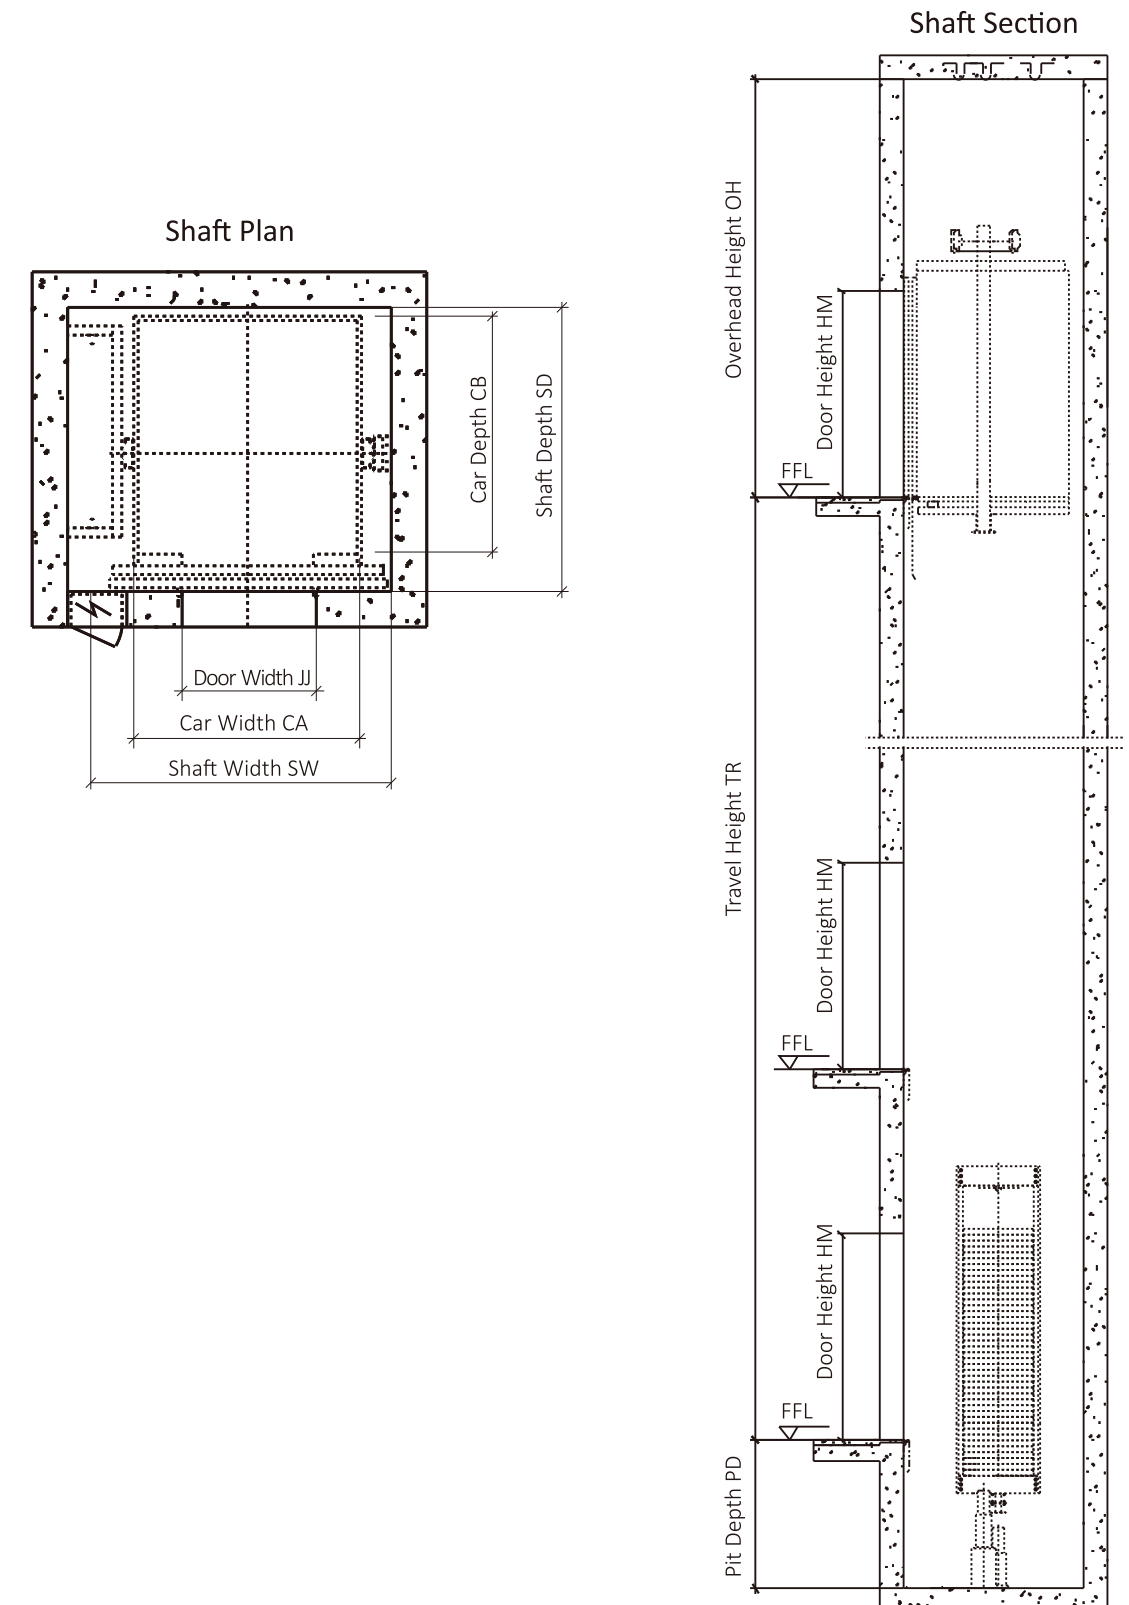 Shaft Section
Shaft Plan
Overhead Height OH
Door Height HM
Car Depth CB
Shaft Depth SD
FFL
Door Width JJ
Car Width CA
Shaft Width SW
Travel Height TR
Door Height HM
FFL
Door Height HM
FFL
Pit Depth PD